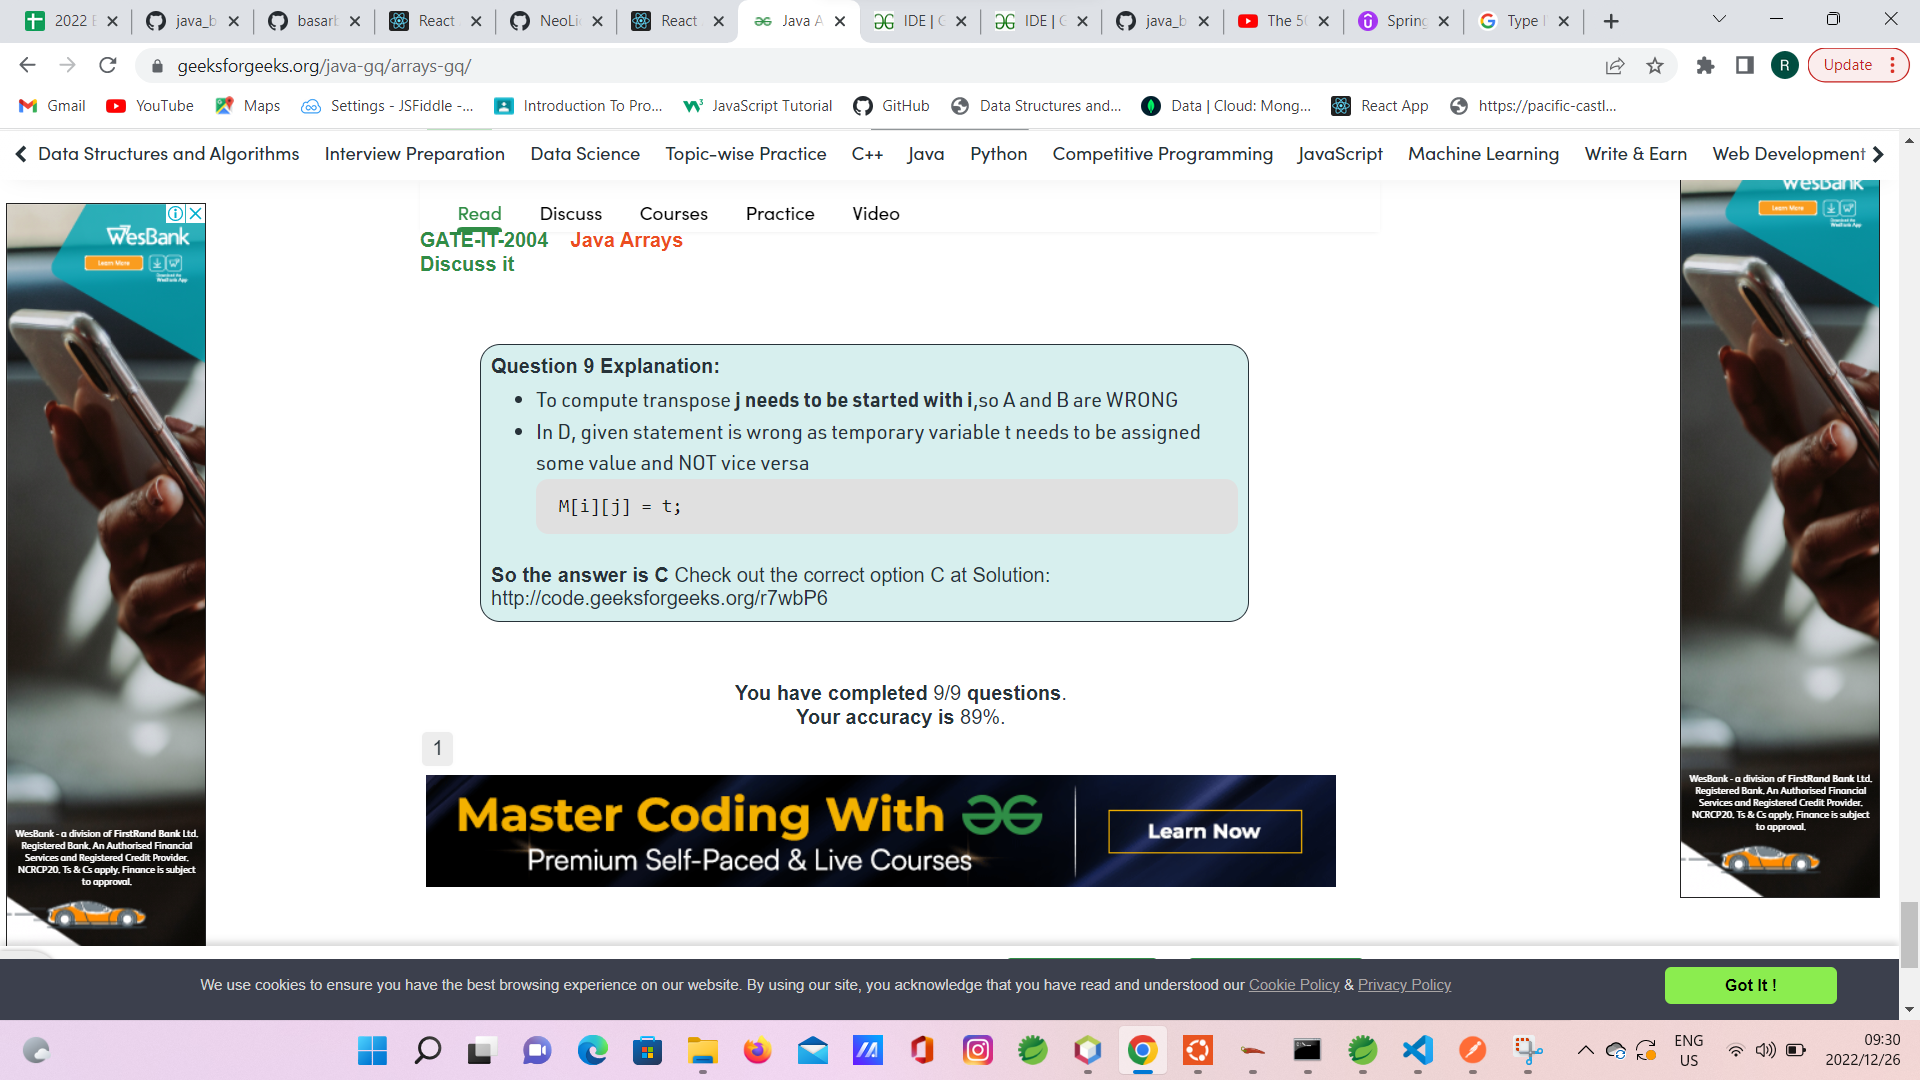 2022 E
java_b
basarb
React
NeoLi
React
Java A
IDE | G
IDE | G
java_b
The 50
Spring
Type I
geeksforgeeks.org/java-gq/arrays-gq/
R
Update
Gmail
YouTube
Maps
Settings - JSFiddle -...
Introduction To Pro...
JavaScript Tutorial
GitHub
Data Structures and...
Data | Cloud: Mong...
React App
https://pacific-castl...
Data Structures and Algorithms
Interview Preparation
Data Science
Topic-wise Practice
C++
Java
Python
Competitive Programming
JavaScript
Machine Learning
Write & Earn
Web Development
Read
Discuss
Courses
Practice
Video
GATE-IT-2004 Java Arrays
Discuss it
WesBank
Learn More
WesBank - a division of FirstRand Bank Ltd.
Registered Bank. An Authorised Financial
Services and Registered Credit Provider.
NCRCP20. Ts & Cs apply. Finance is subject
to approval.
Question 9 Explanation:
To compute transpose j needs to be started with i,so A and B are WRONG
In D, given statement is wrong as temporary variable t needs to be assigned
some value and NOT vice versa
M[i][j] = t;
So the answer is C Check out the correct option C at Solution:
http://code.geeksforgeeks.org/r7wbP6
You have completed 9/9 questions.
Your accuracy is 89%.
1
Master Coding With
Premium Self-Paced & Live Courses
Learn Now
WesBank
Learn More
WesBank - a division of FirstRand Bank Ltd.
Registered Bank. An Authorised Financial
Services and Registered Credit Provider.
NCRCP20. Ts & Cs apply. Finance is subject
to approval.
We use cookies to ensure you have the best browsing experience on our website. By using our site, you acknowledge that you have read and understood our Cookie Policy & Privacy Policy
Got It !
ENG
US
09:30
2022/12/26